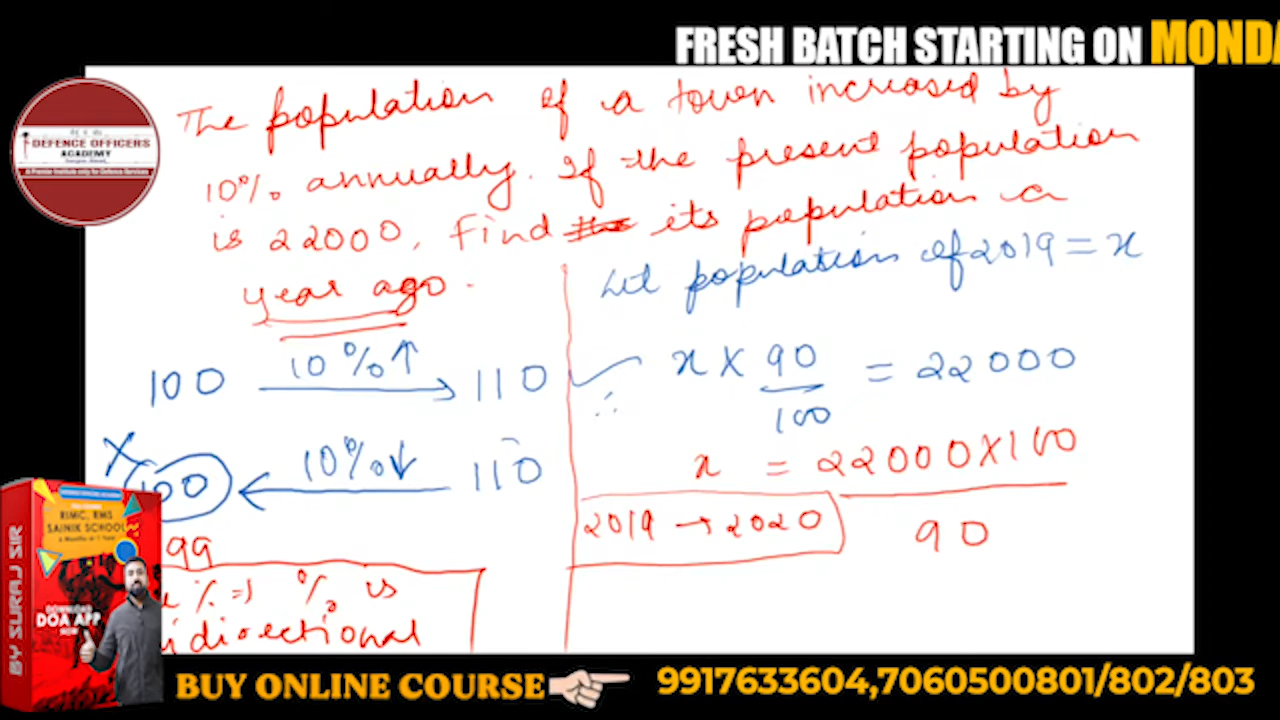 FRESH BATCH STARTING ON MONDA
DEFENCE OFFICERS
ACADEMY
The population of a town increased by
10% annually. If the present population
is 22000, Find its population a
year ago.
Let population of 2019 = x
100 10%↑ 110
x × 90/100 = 22000
∴
X 100 10%↓ 110
x = 22000×100
90
2019 → 2020
99
% => % is
idirectional
RIMC, RMS
SAINIK SCHOOL
DOWNLOAD
DOA APP
NOW
BY SURAJ SIR
BUY ONLINE COURSE
9917633604,7060500801/802/803